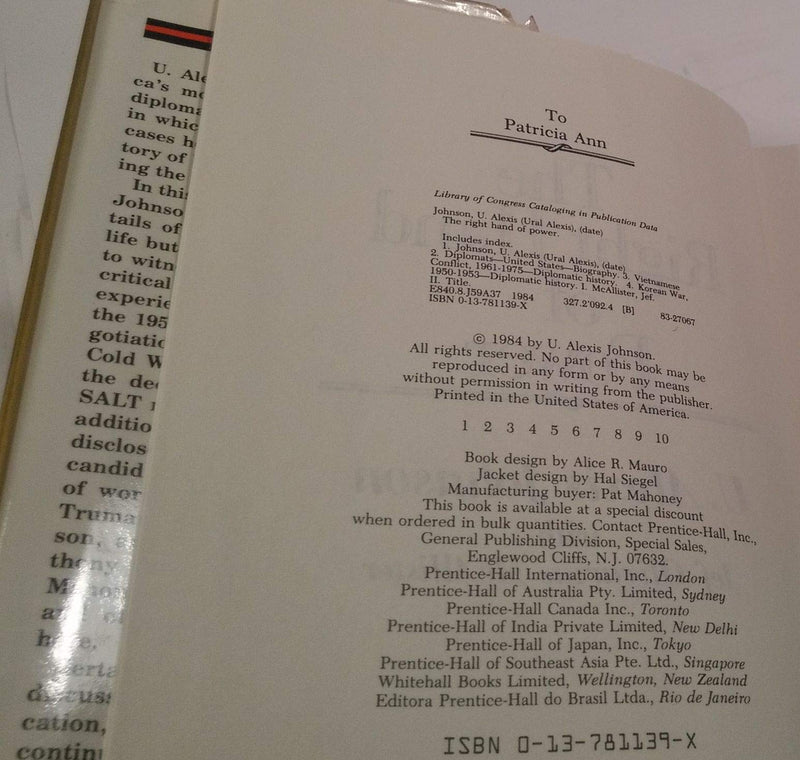 U. Ale
ca's mo
diploma
in whic
cases h
tory of
ing the
In this
Johnso
tails of
life but
to witn
critical
experie
the 195
gotiatio
Cold W
the de
SALT
additio
disclos
candid
of wor
Truma
son,
cation,
contin
To
Patricia Ann
Library of Congress Cataloging in Publication Data
Johnson, U. Alexis (Ural Alexis), (date)
The right hand of power.
Includes index.
1. Johnson, U. Alexis (Ural Alexis), (date)
2. Diplomats—United States—Biography. 3. Vietnamese
Conflict, 1961-1975—Diplomatic history. 4. Korean War,
1950-1953—Diplomatic history. I. McAllister, Jef.
II. Title.
E840.8.J59A37 1984 327.2'092.4 [B] 83-27067
ISBN 0-13-781139-X
© 1984 by U. Alexis Johnson.
All rights reserved. No part of this book may be
reproduced in any form or by any means
without permission in writing from the publisher.
Printed in the United States of America.
1 2 3 4 5 6 7 8 9 10
Book design by Alice R. Mauro
Jacket design by Hal Siegel
Manufacturing buyer: Pat Mahoney
This book is available at a special discount
when ordered in bulk quantities. Contact Prentice-Hall, Inc.,
General Publishing Division, Special Sales,
Englewood Cliffs, N.J. 07632.
Prentice-Hall International, Inc., London
Prentice-Hall of Australia Pty. Limited, Sydney
Prentice-Hall Canada Inc., Toronto
Prentice-Hall of India Private Limited, New Delhi
Prentice-Hall of Japan, Inc., Tokyo
Prentice-Hall of Southeast Asia Pte. Ltd., Singapore
Whitehall Books Limited, Wellington, New Zealand
Editora Prentice-Hall do Brasil Ltda., Rio de Janeiro
ISBN 0-13-781139-X